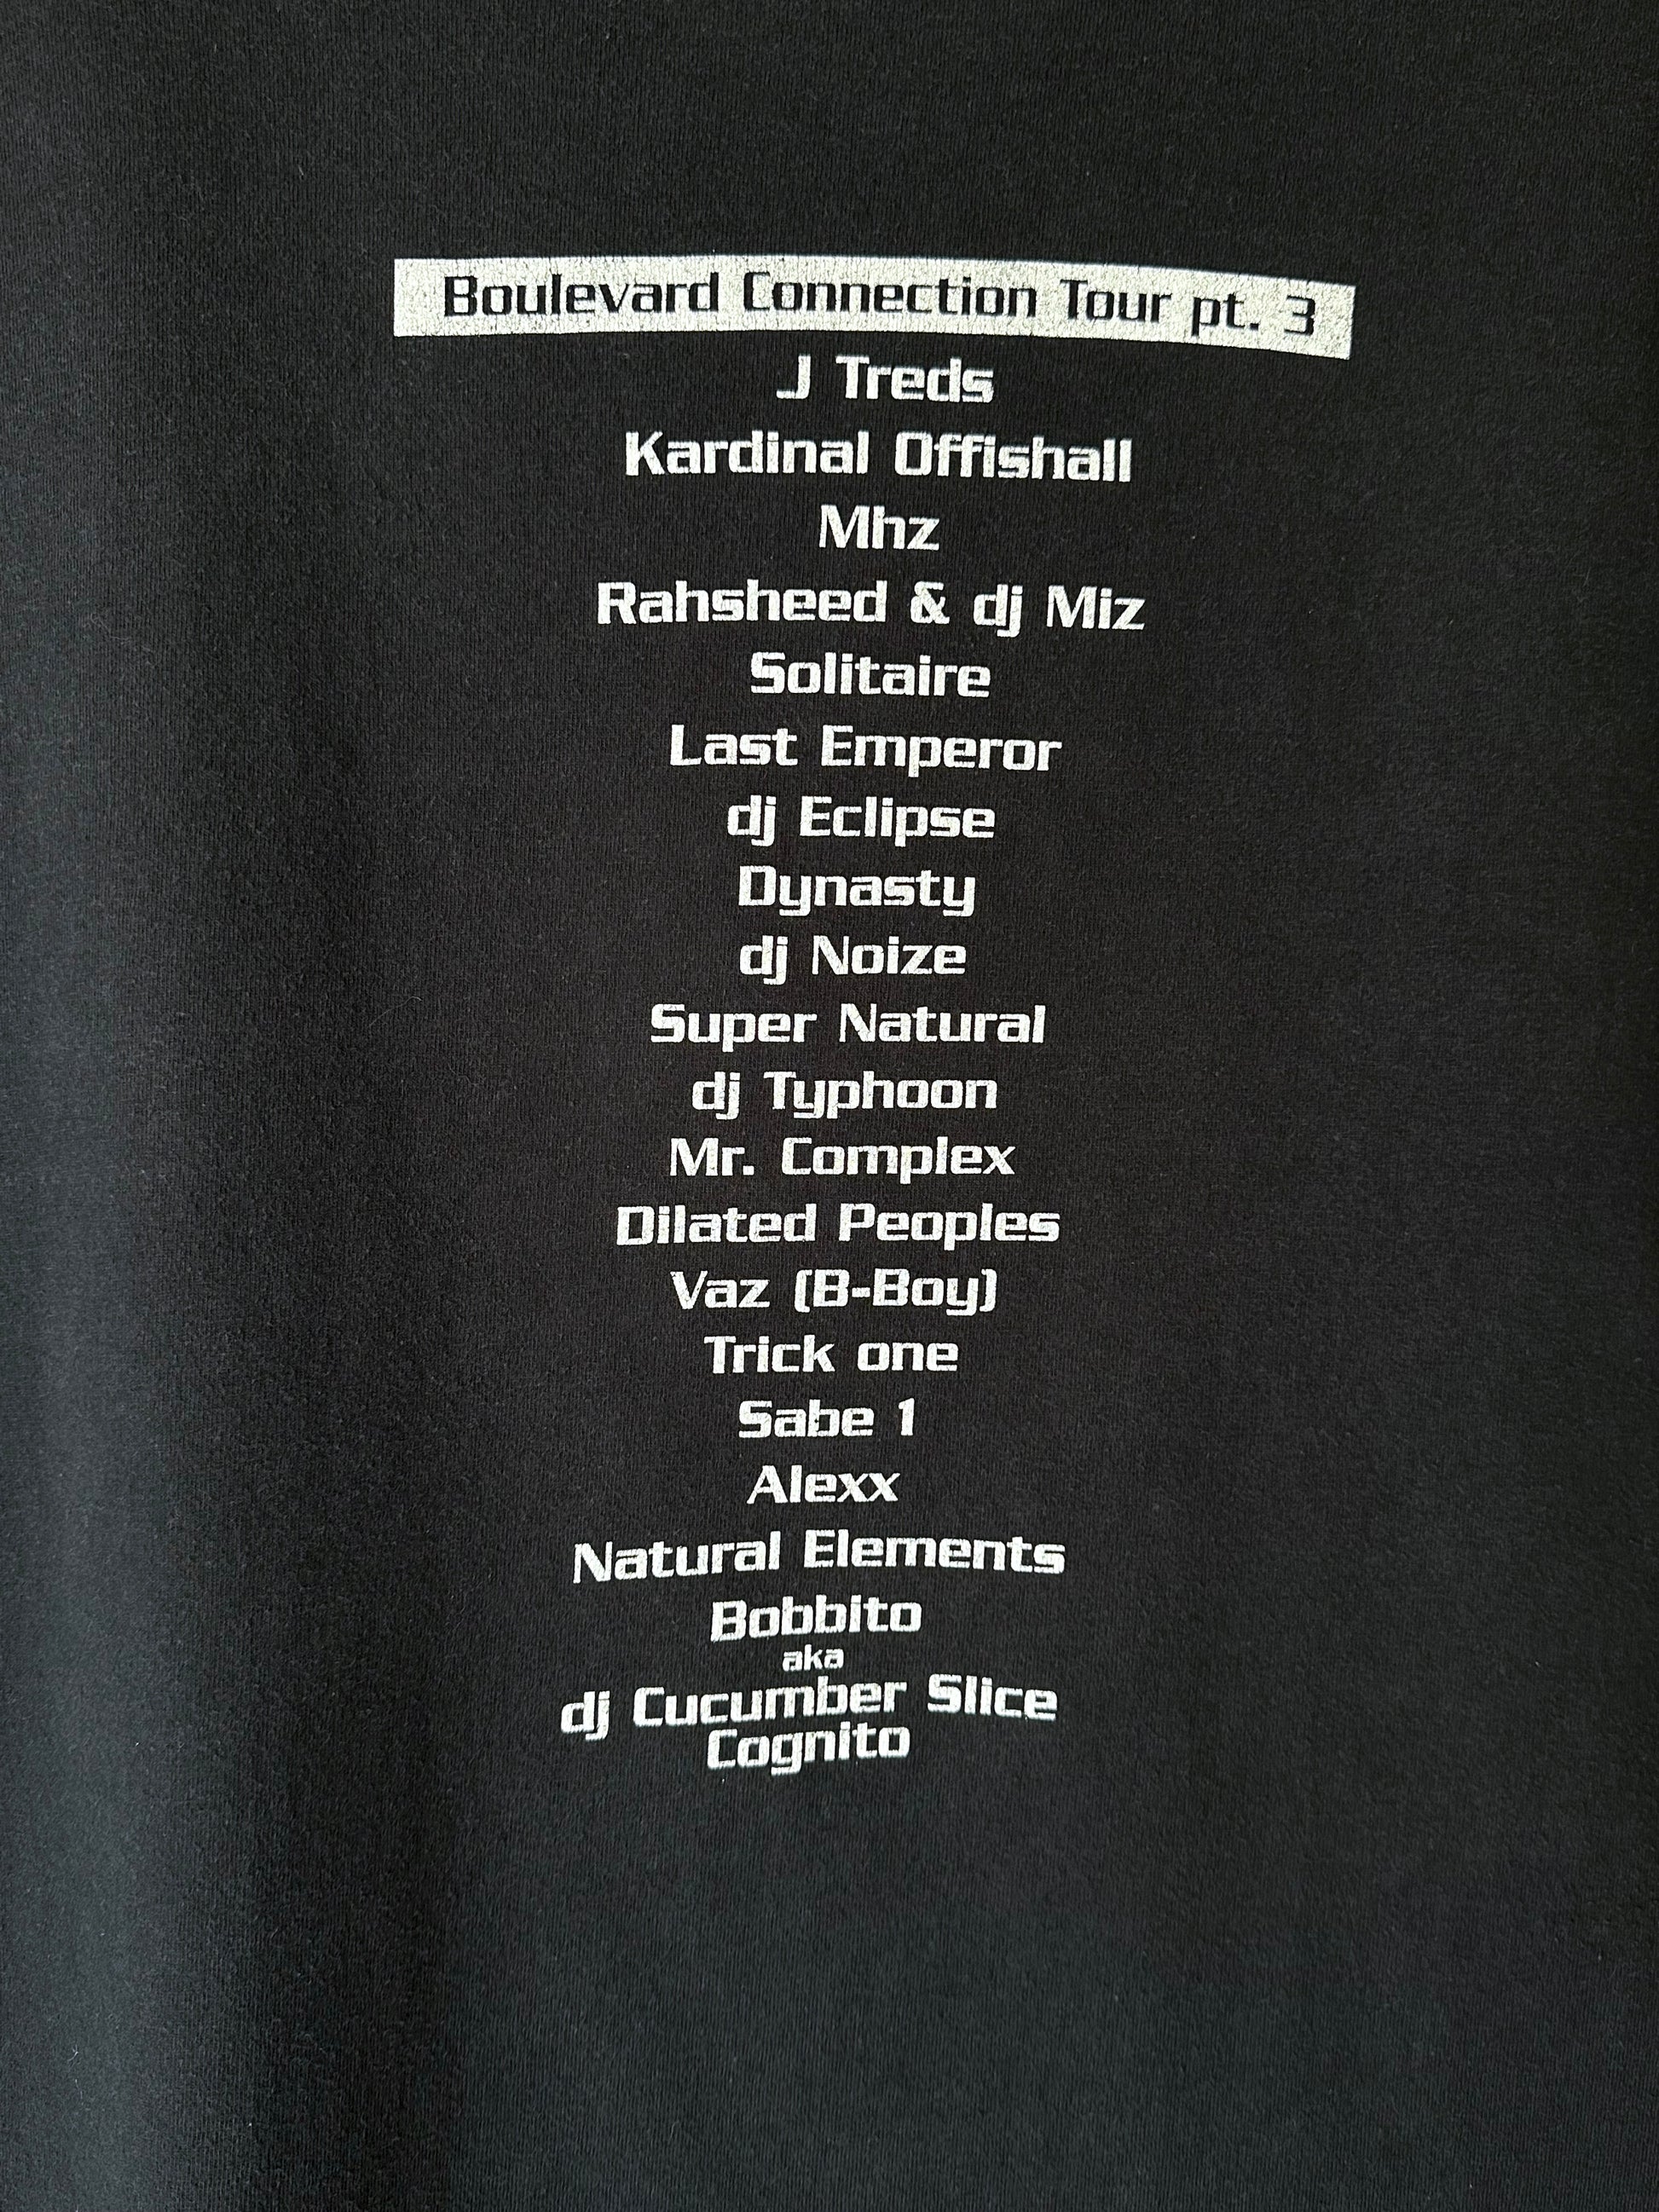 Boulevard Connection Tour pt. 3
J Treds
Kardinal Offishall
Mhz
Rahsheed & dj Miz
Solitaire
Last Emperor
dj Eclipse
Dynasty
dj Noize
Super Natural
dj Typhoon
Mr. Complex
Dilated Peoples
Vaz (B-Boy)
Trick one
Sabe 1
Alexx
Natural Elements
Bobbito
aka
dj Cucumber Slice
Cognito